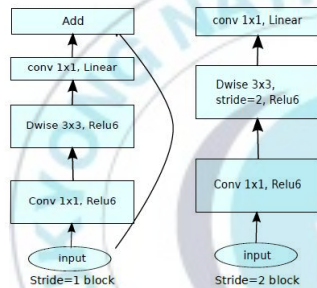 Add
conv 1x1, Linear
Dwise 3x3, Relu6
Conv 1x1, Relu6
input
Stride=1 block
conv 1x1, Linear
Dwise 3x3,
stride=2, Relu6
Conv 1x1, Relu6
input
Stride=2 block